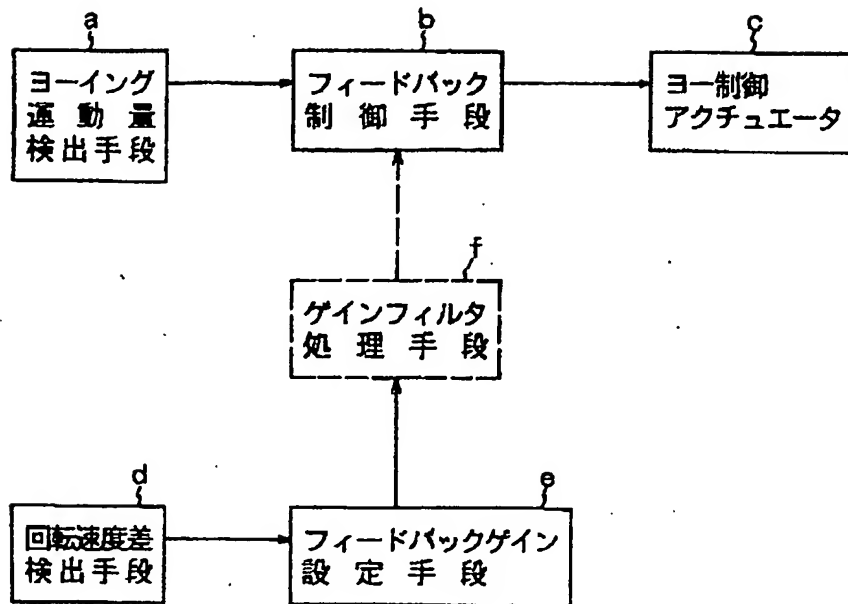 a
ヨーイング
運動量
検出手段
b
フィードバック
制御手段
c
ヨー制御
アクチュエータ
f
ゲインフィルタ
処理手段
d
回転速度差
検出手段
e
フィードバックゲイン
設定手段